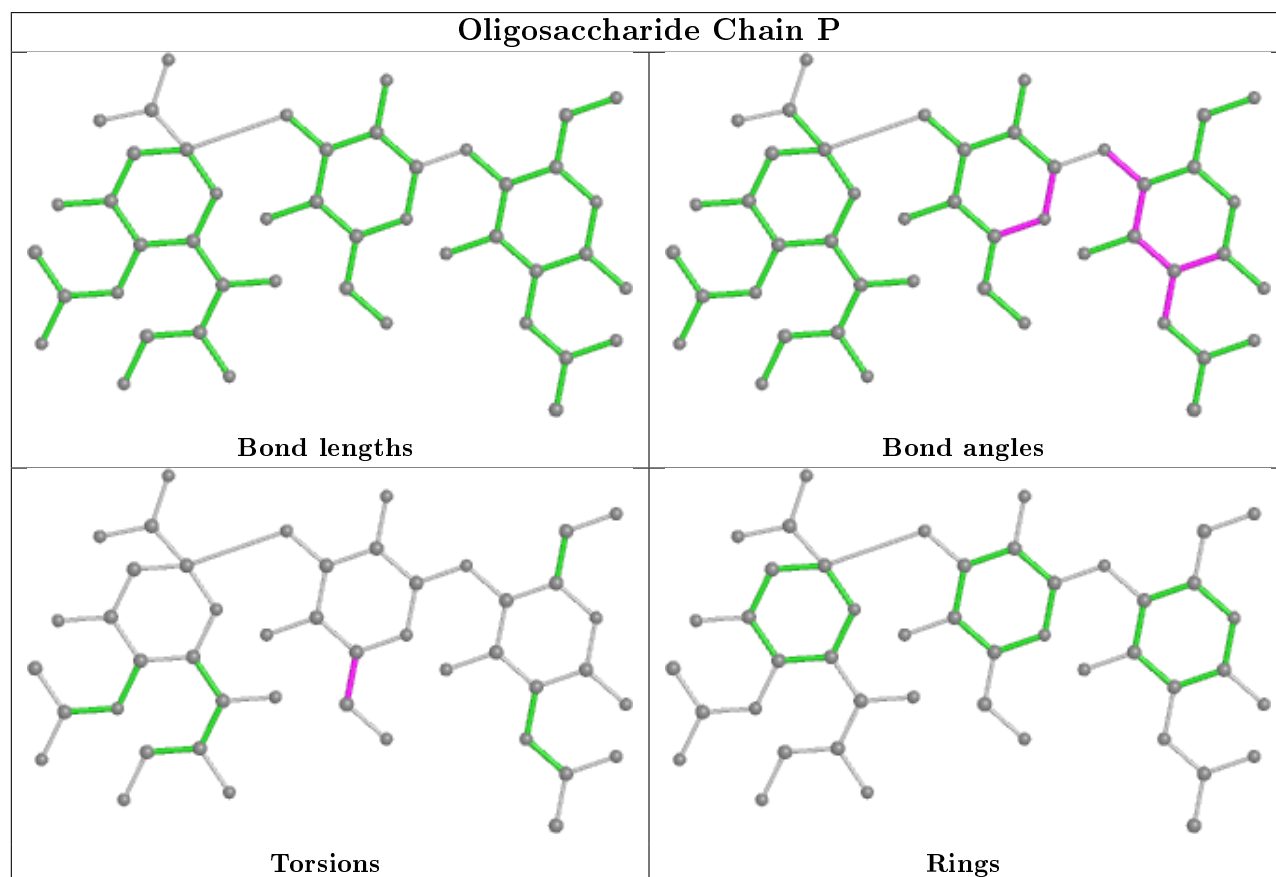 Oligosaccharide Chain P
Bond lengths
Bond angles
Torsions
Rings